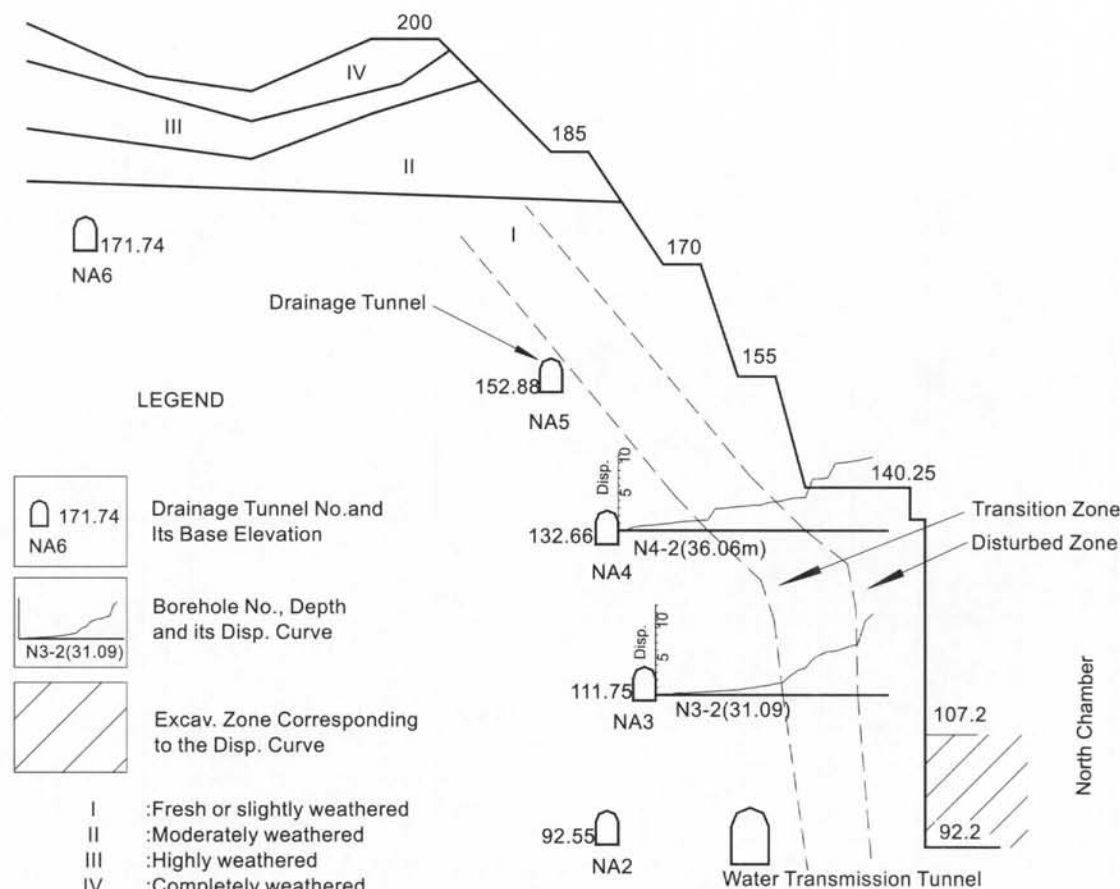 200
IV
III
185
II
I
171.74
NA6
170
Drainage Tunnel
155
152.88
NA5
LEGEND
171.74
NA6
Drainage Tunnel No.and
Its Base Elevation
N3-2(31.09)
Borehole No., Depth
and its Disp. Curve
Excav. Zone Corresponding
to the Disp. Curve
I :Fresh or slightly weathered
II :Moderately weathered
III :Highly weathered
IV :Completely weathered
Disp.
5
10
140.25
132.66
NA4
N4-2(36.06m)
Transition Zone
Disturbed Zone
Disp.
5
10
111.75
NA3
N3-2(31.09)
107.2
North Chamber
92.55
NA2
92.2
Water Transmission Tunnel